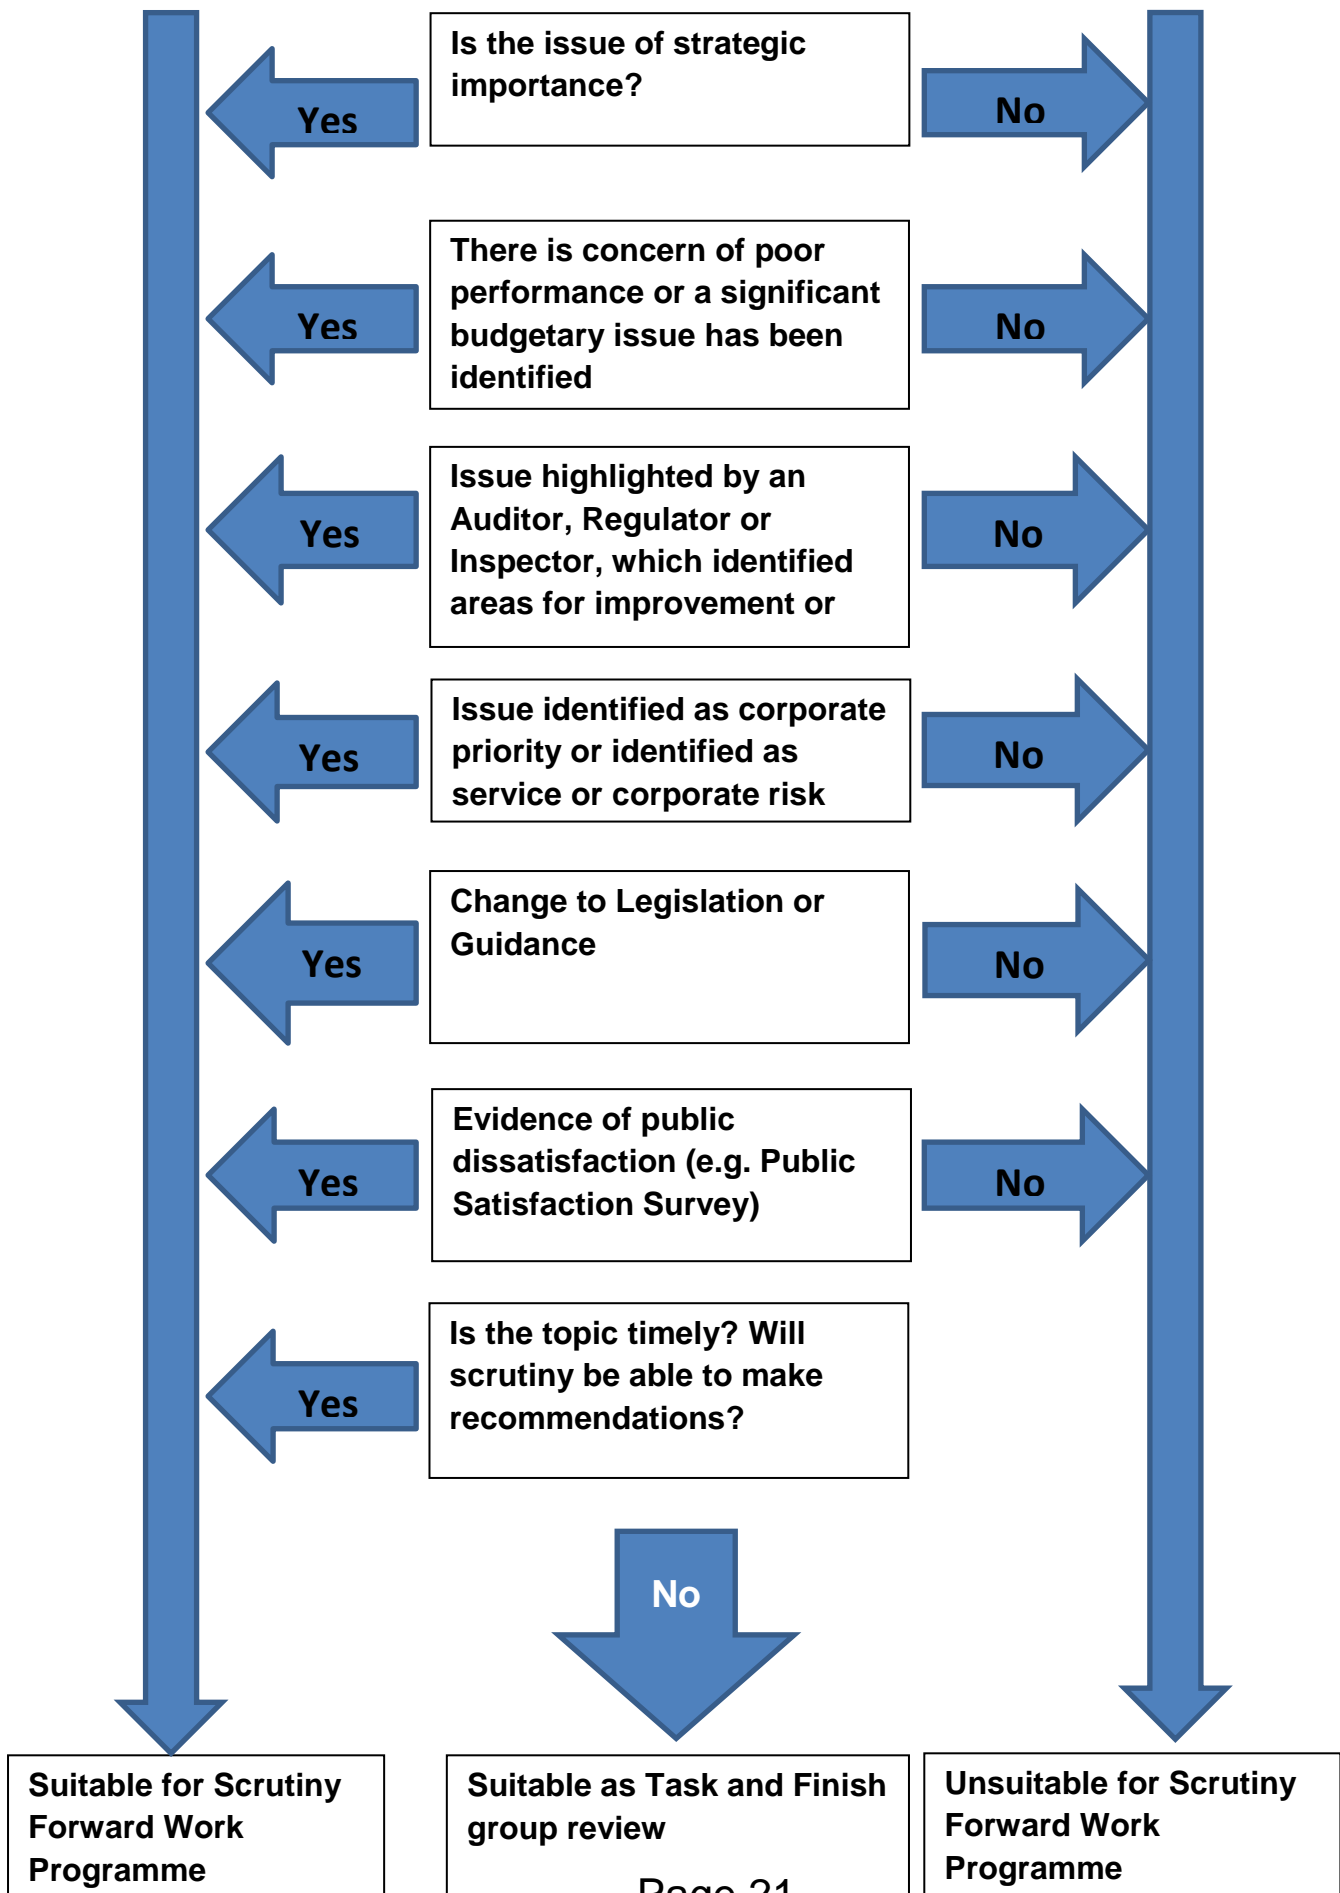 Is the issue of strategic
importance?
Yes
No
There is concern of poor
performance or a significant
budgetary issue has been
identified
Yes
No
Issue highlighted by an
Auditor, Regulator or
Inspector, which identified
areas for improvement or
Yes
No
Issue identified as corporate
priority or identified as
service or corporate risk
Yes
No
Change to Legislation or
Guidance
Yes
No
Evidence of public
dissatisfaction (e.g. Public
Satisfaction Survey)
Yes
No
Is the topic timely? Will
scrutiny be able to make
recommendations?
Yes
No
Suitable for Scrutiny
Forward Work
Programme
Suitable as Task and Finish
group review
Unsuitable for Scrutiny
Forward Work
Programme
Page 21